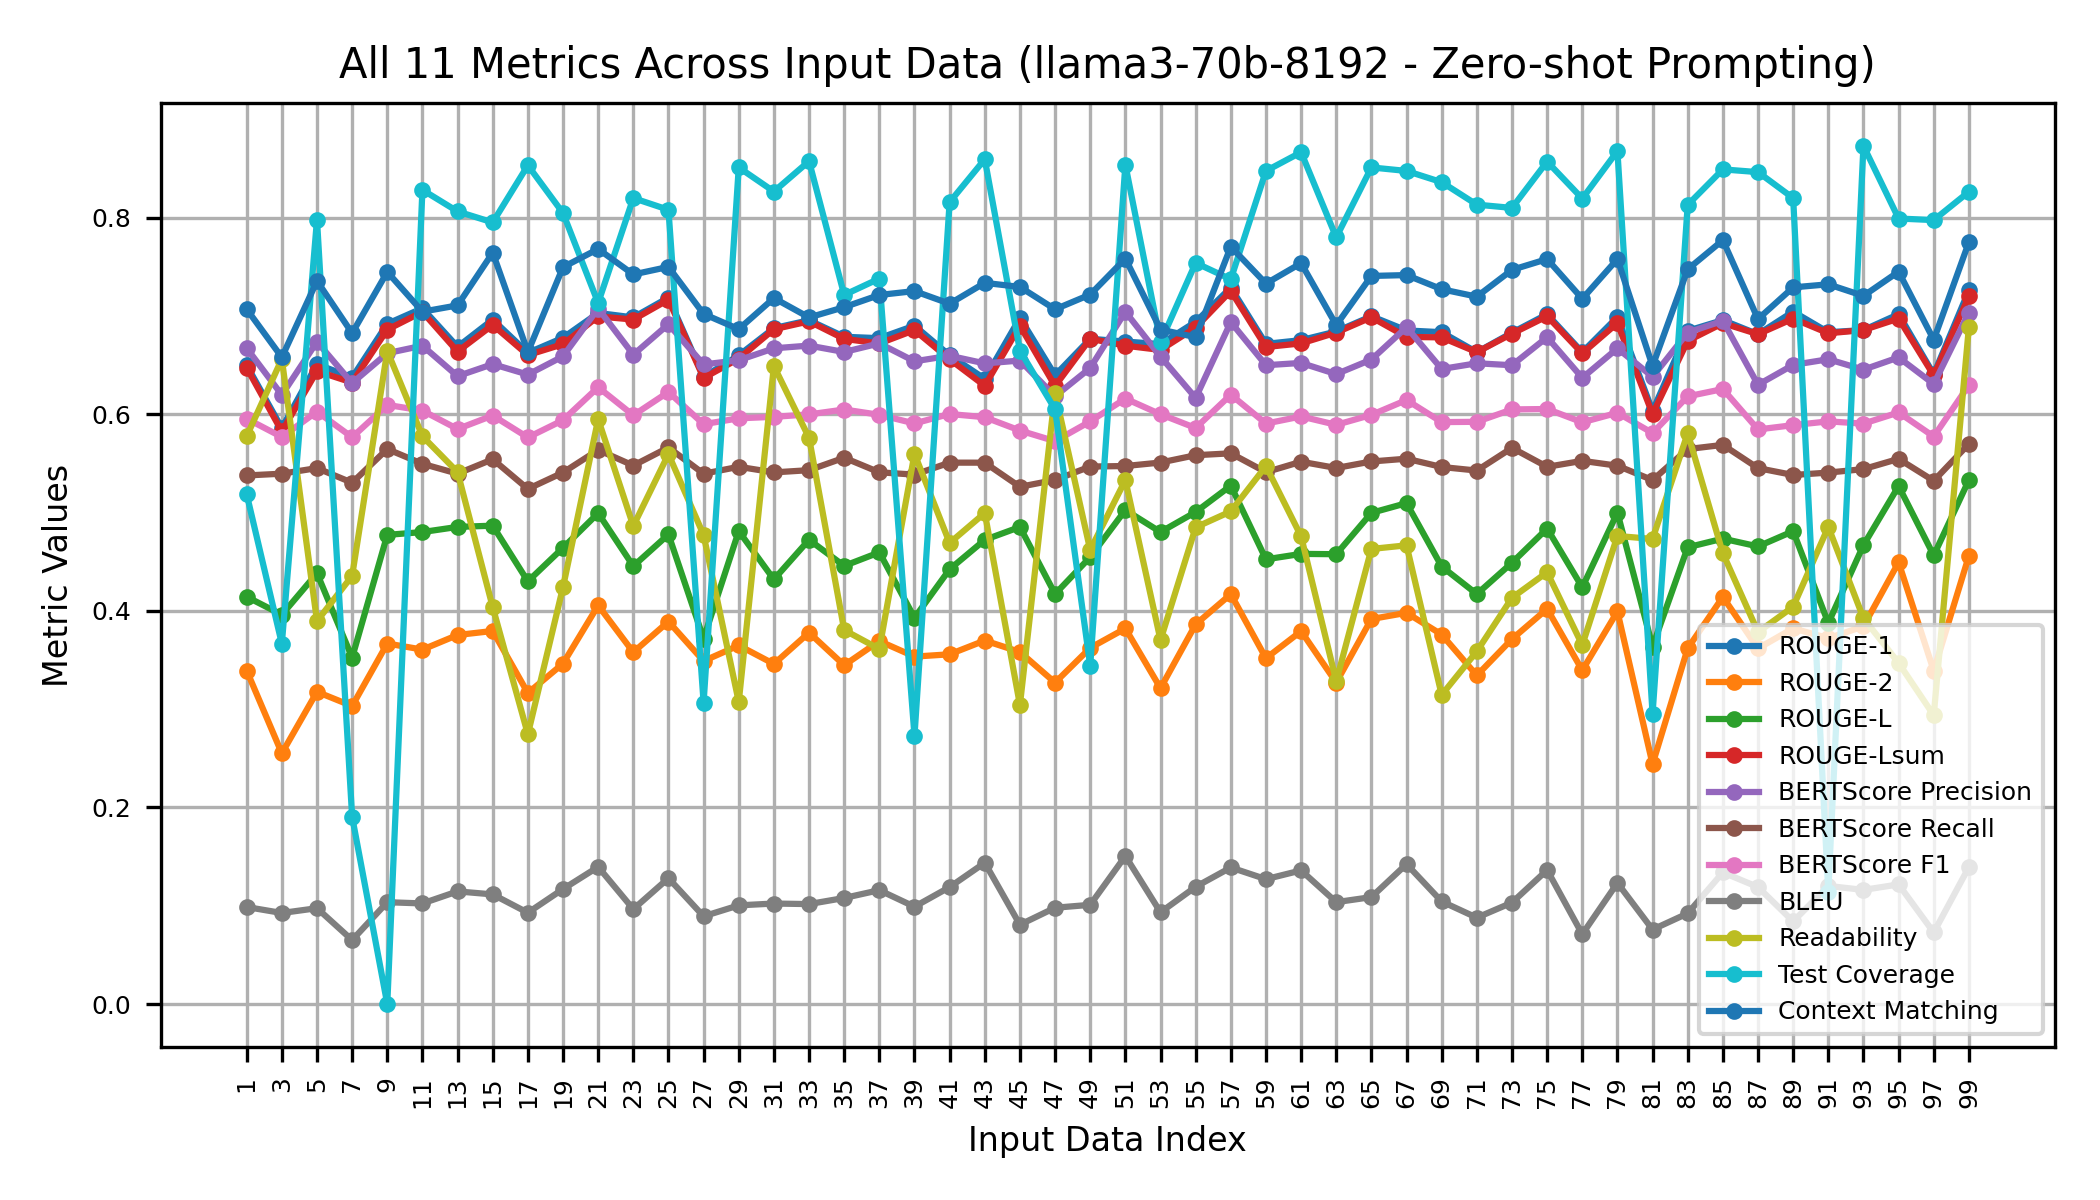 All 11 Metrics Across Input Data (llama3-70b-8192 - Zero-shot Prompting)
Metric Values
0.8
0.6
0.4
0.2
0.0
ROUGE-1
ROUGE-2
ROUGE-L
ROUGE-Lsum
BERTScore Precision
BERTScore Recall
BERTScore F1
BLEU
Readability
Test Coverage
Context Matching
1 3 5 7 9 11 13 15 17 19 21 23 25 27 29 31 33 35 37 39 41 43 45 47 49 51 53 55 57 59 61 63 65 67 69 71 73 75 77 79 81 83 85 87 89 91 93 95 97 99
Input Data Index